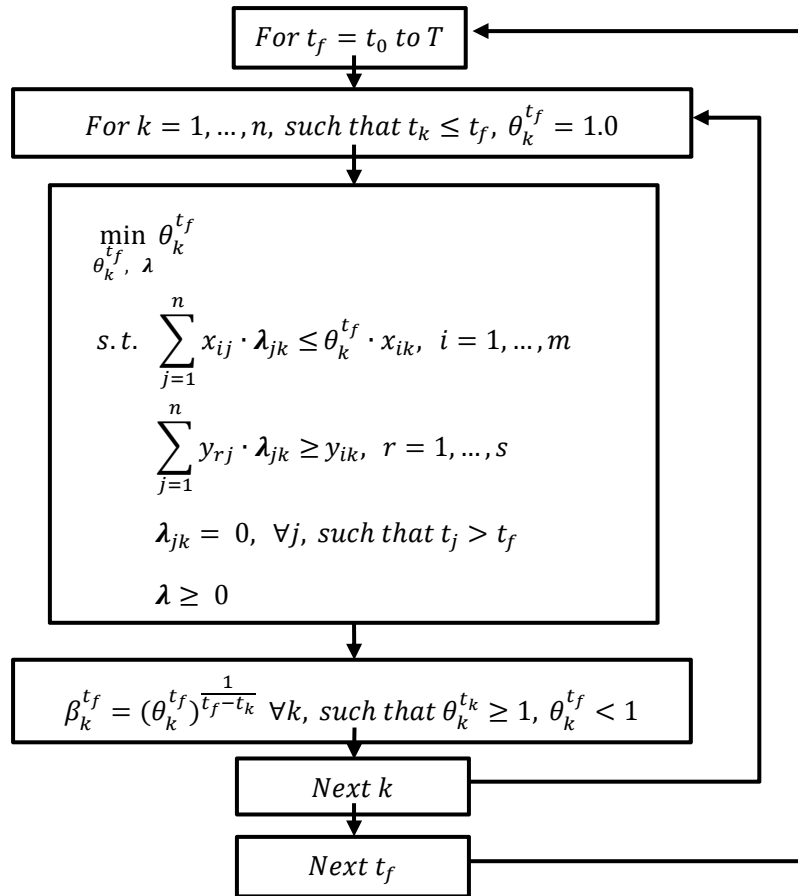 For t_f = t_0 to T
For k = 1, …, n, such that t_k ≤ t_f, θ_k^{t_f} = 1.0
min θ_k^{t_f}
θ_k^{t_f}, λ
s.t. ∑_{j=1}^{n} x_{ij} · λ_{jk} ≤ θ_k^{t_f} · x_{ik}, i = 1, …, m
∑_{j=1}^{n} y_{rj} · λ_{jk} ≥ y_{ik}, r = 1, …, s
λ_{jk} = 0, ∀j, such that t_j > t_f
λ ≥ 0
β_k^{t_f} = (θ_k^{t_f})^{\frac{1}{t_f−t_k}} ∀k, such that θ_k^{t_k} ≥ 1, θ_k^{t_f} < 1
Next k
Next t_f